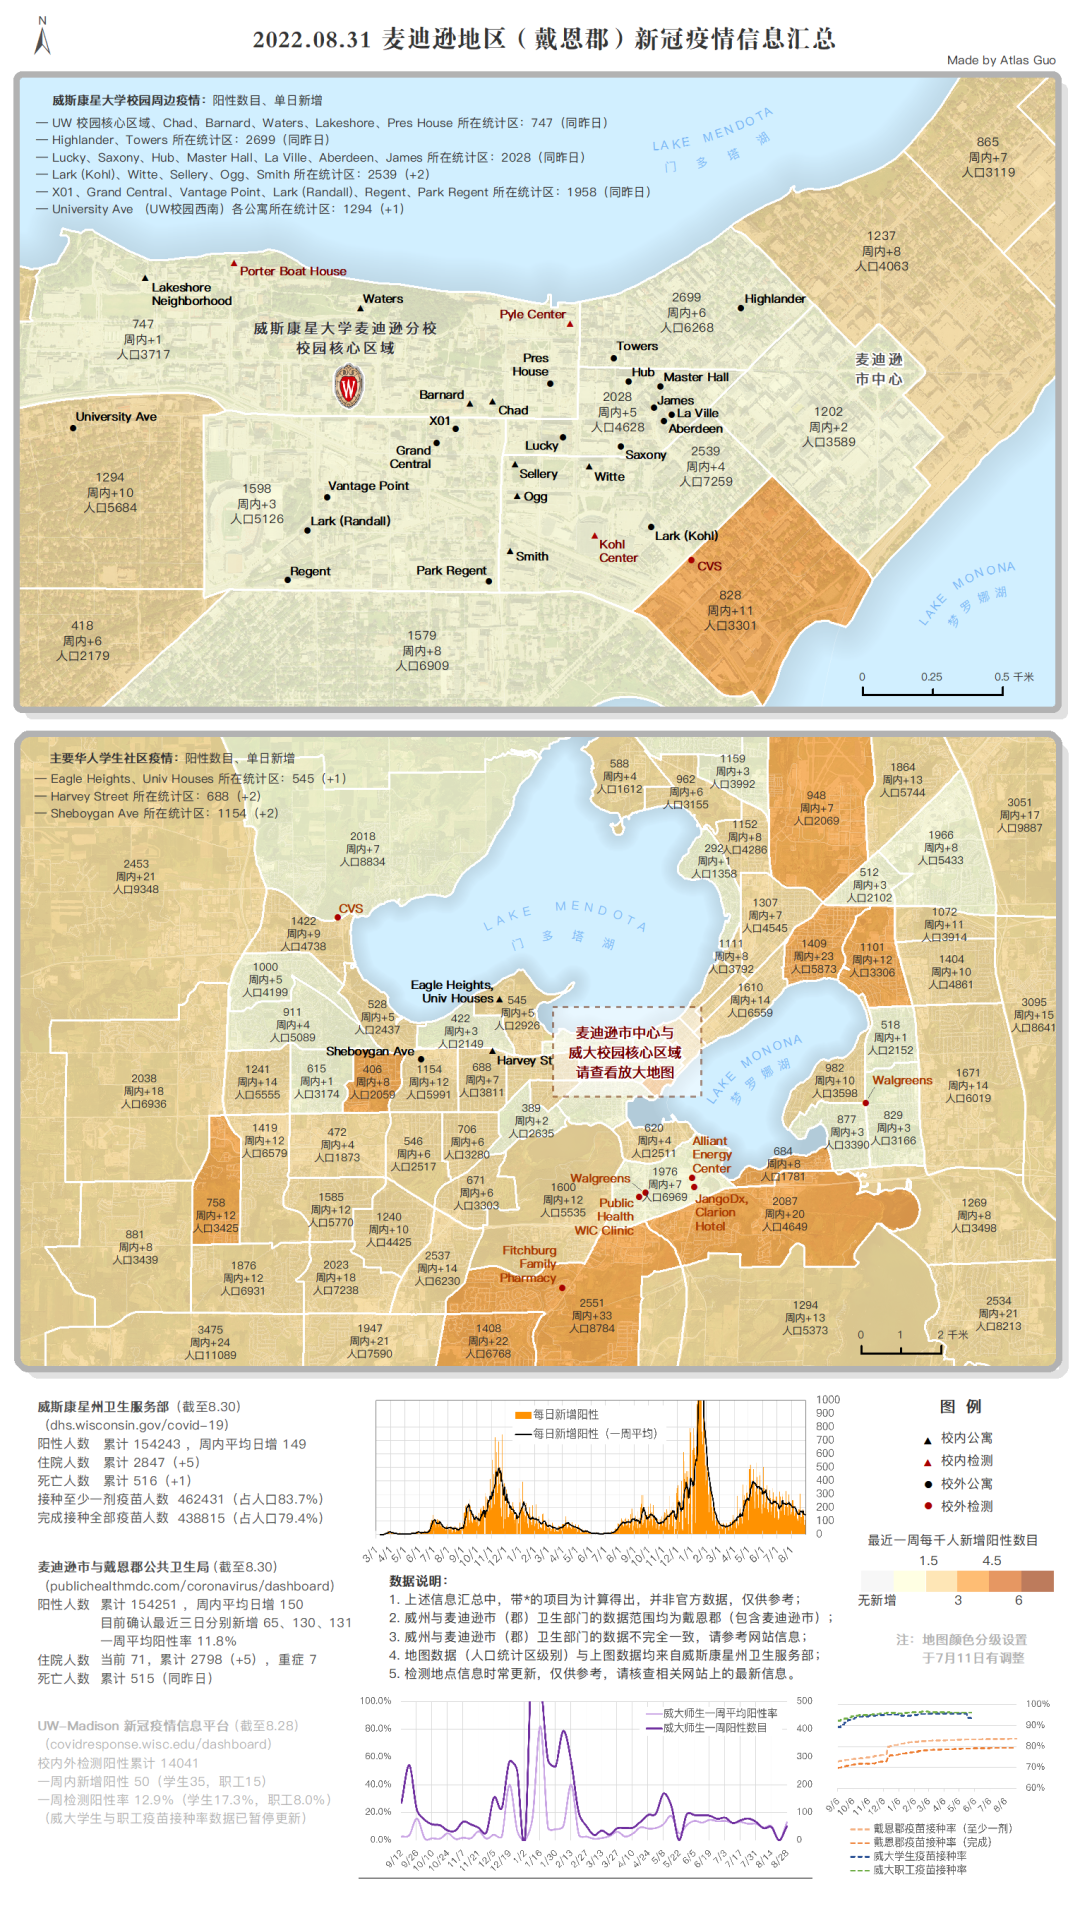 N
2022.08.31 麦迪逊地区（戴恩郡）新冠疫情信息汇总
Made by Atlas Guo
威斯康星大学校园周边疫情：阳性数目、单日新增
— UW 校园核心区域、Chad、Barnard、Waters、Lakeshore、Pres House 所在统计区：747（同昨日）
— Highlander、Towers 所在统计区：2699（同昨日）
— Lucky、Saxony、Hub、Master Hall、La Ville、Aberdeen、James 所在统计区：2028（同昨日）
— Lark (Kohl)、Witte、Sellery、Ogg、Smith 所在统计区：2539（+2）
— X01、Grand Central、Vantage Point、Lark (Randall)、Regent、Park Regent 所在统计区：1958（同昨日）
— University Ave （UW校园西南）各公寓所在统计区：1294（+1）
LAKE MENDOTA
门 多 塔 湖
865
周内+7
人口3119
1237
周内+8
人口4063
Porter Boat House
Lakeshore
Neighborhood
Waters
747
周内+1
人口3717
威斯康星大学麦迪逊分校
校园核心区域
W
Pyle Center
2699
周内+6
人口6268
Highlander
Towers
Pres
House
Hub
Master Hall
麦迪逊
市中心
Barnard
Chad
2028
周内+5
人口4628
James
La Ville
Aberdeen
1202
周内+2
人口3589
University Ave
X01
Grand
Central
Lucky
Saxony
2539
周内+4
人口7259
1294
周内+10
人口5684
1598
周内+3
人口5126
Vantage Point
Sellery
Witte
Ogg
Lark (Randall)
Lark (Kohl)
Kohl
Center
Smith
CVS
Regent
Park Regent
LAKE MONONA
梦 罗 娜 湖
828
周内+11
人口3301
418
周内+6
人口2179
1579
周内+8
人口6909
0 0.25 0.5 千米
主要华人学生社区疫情：阳性数目、单日新增
— Eagle Heights、Univ Houses 所在统计区：545（+1）
— Harvey Street 所在统计区：688（+2）
— Sheboygan Ave 所在统计区：1154（+2）
588
周内+4
人口1612
962
周内+6
人口3155
1159
周内+3
人口3992
948
周内+7
人口2069
1864
周内+13
人口5744
3051
周内+17
人口9887
2453
周内+21
人口9348
2018
周内+7
人口8834
1152
周内+8
人口4286
292
周内+1
人口1358
1966
周内+8
人口5433
512
周内+3
人口2102
CVS
1422
周内+9
人口4738
LAKE MENDOTA
门 多 塔 湖
1307
周内+7
人口4545
1072
周内+11
人口3914
1111
周内+8
人口3792
1409
周内+23
人口5873
1101
周内+12
人口3306
1404
周内+10
人口4861
1000
周内+5
人口4199
Eagle Heights,
Univ Houses
545
周内+5
人口2926
1610
周内+14
人口6559
3095
周内+15
人口8641
911
周内+4
人口5089
528
周内+5
人口2437
422
周内+3
人口2149
麦迪逊市中心与
威大校园核心区域
请查看放大地图
LAKE MONONA
梦 罗 娜 湖
518
周内+1
人口2152
Sheboygan Ave
Harvey St
2038
周内+18
人口6936
1241
周内+14
人口5555
615
周内+1
人口3174
406
周内+8
人口2059
1154
周内+12
人口5991
688
周内+7
人口3811
982
周内+10
人口3598
Walgreens
1671
周内+14
人口6019
389
周内+2
人口2635
877
周内+3
人口3390
829
周内+3
人口3166
1419
周内+12
人口6579
472
周内+4
人口1873
546
周内+6
人口2517
706
周内+6
人口3280
620
周内+4
人口2511
Alliant
Energy
Center
684
周内+8
人口1781
671
周内+6
人口3303
1600
周内+12
人口5535
Walgreens
1976
周内+7
人口6969
Public
Health
WIC Clinic
JangoDx,
Clarion
Hotel
2087
周内+20
人口4649
1269
周内+8
人口3498
758
周内+12
人口3425
1585
周内+12
人口5770
1240
周内+10
人口4425
881
周内+8
人口3439
1876
周内+12
人口6931
2023
周内+18
人口7238
2537
周内+14
人口6230
Fitchburg
Family
Pharmacy
2551
周内+33
人口8784
1294
周内+13
人口5373
2534
周内+21
人口8213
3475
周内+24
人口11089
1947
周内+21
人口7590
1408
周内+22
人口6768
0 1 2 千米
威斯康星州卫生服务部（截至8.30）
（dhs.wisconsin.gov/covid-19）
阳性人数 累计 154243 ，周内平均日增 149
住院人数 累计 2847（+5）
死亡人数 累计 516（+1）
接种至少一剂疫苗人数 462431（占人口83.7%）
完成接种全部疫苗人数 438815（占人口79.4%）
麦迪逊市与戴恩郡公共卫生局（截至8.30）
（publichealthmdc.com/coronavirus/dashboard）
阳性人数 累计 154251 ，周内平均日增 150
目前确认最近三日分别新增 65、130、131
一周平均阳性率 11.8%
住院人数 当前 71，累计 2798（+5），重症 7
死亡人数 累计 515（同昨日）
UW-Madison 新冠疫情信息平台（截至8.28）
（covidresponse.wisc.edu/dashboard）
校内外检测阳性累计 14041
一周内新增阳性 50（学生35，职工15）
一周检测阳性率 12.9%（学生17.3%，职工8.0%）
（威大学生与职工疫苗接种率数据已暂停更新）
每日新增阳性
每日新增阳性（一周平均）
1000
900
800
700
600
500
400
300
200
100
0
3/1 4/1 5/1 6/1 7/1 8/1 9/1 10/1 11/1 12/1 1/1 2/1 3/1 4/1 5/1 6/1 7/1 8/1 9/1 10/1 11/1 12/1 1/1 2/1 3/1 4/1 5/1 6/1 7/1 8/1
数据说明：
1. 上述信息汇总中，带*的项目为计算得出，并非官方数据，仅供参考；
2. 威州与麦迪逊市（郡）卫生部门的数据范围均为戴恩郡（包含麦迪逊市）；
3. 威州与麦迪逊市（郡）卫生部门的数据不完全一致，请参考网站信息；
4. 地图数据（人口统计区级别）与上图数据均来自威斯康星州卫生服务部；
5. 检测地点信息时常更新，仅供参考，请核查相关网站上的最新信息。
图 例
校内公寓
校内检测
校外公寓
校外检测
最近一周每千人新增阳性数目
1.5 4.5
无新增 3 6
注：地图颜色分级设置
于7月11日有调整
威大师生一周平均阳性率
威大师生一周阳性数目
100.0%
80.0%
60.0%
40.0%
20.0%
0.0%
500
400
300
200
100
0
9/12 9/26 10/10 10/24 11/7 11/21 12/5 12/19 1/2 1/16 1/30 2/13 2/27 3/13 3/27 4/10 4/24 5/8 5/22 6/5 6/19 7/3 7/17 7/31 8/14 8/28
100%
90%
80%
70%
60%
9/6 10/6 11/6 12/6 1/6 2/6 3/6 4/6 5/6 6/6 7/6 8/6
戴恩郡疫苗接种率（至少一剂）
戴恩郡疫苗接种率（完成）
威大学生疫苗接种率
威大职工疫苗接种率